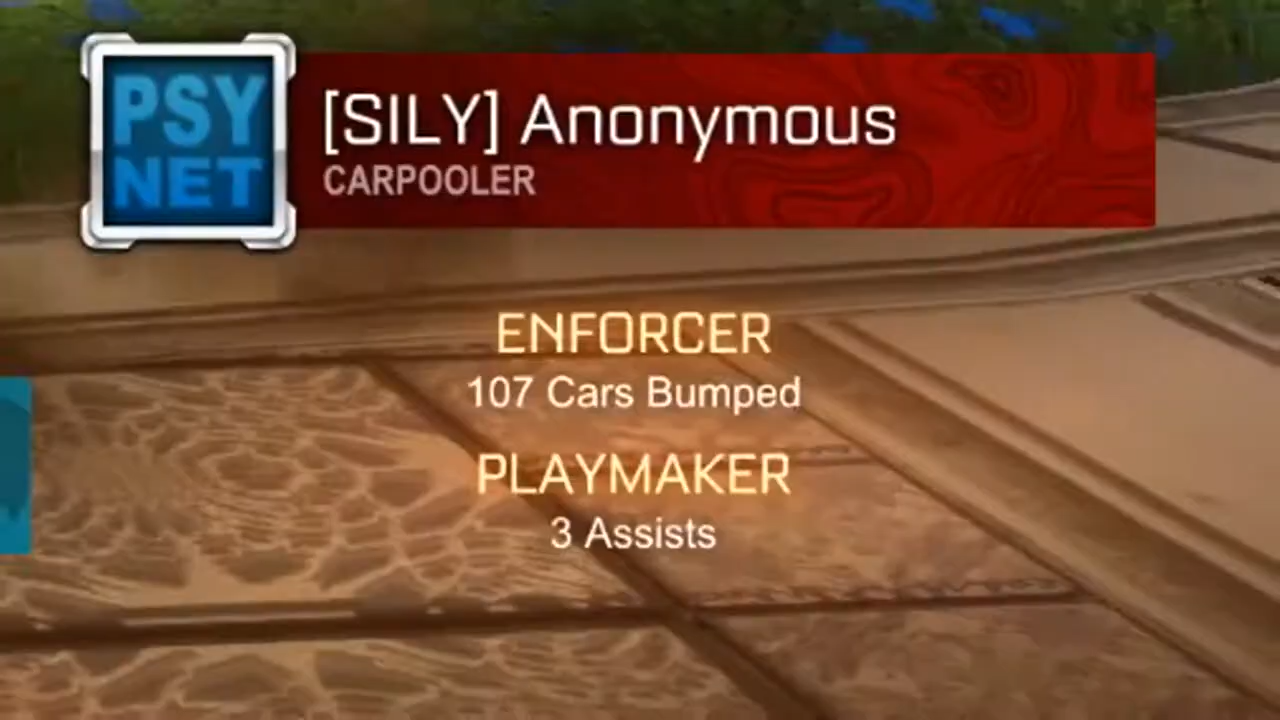 PSY
NET
[SILY] Anonymous
CARPOOLER
ENFORCER
107 Cars Bumped
PLAYMAKER
3 Assists